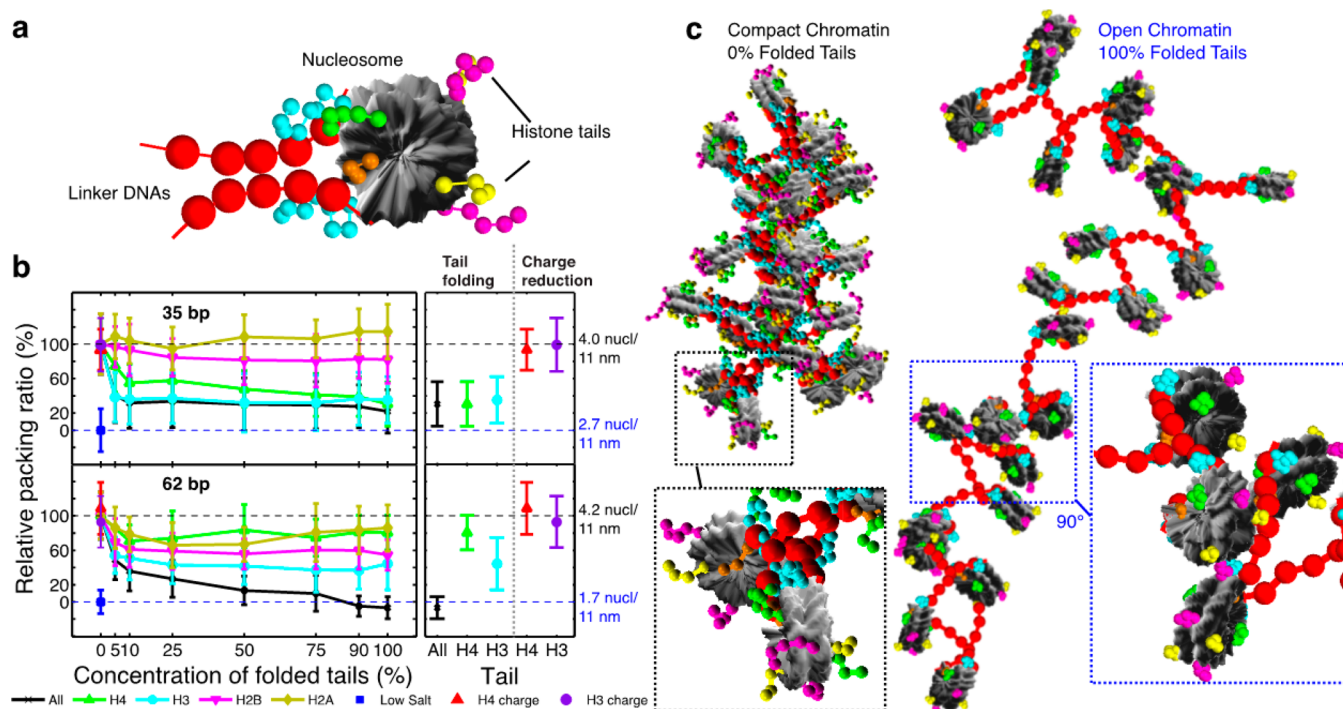 a
Nucleosome
Histone tails
Linker DNAs
b
Tail
folding
Charge
reduction
Relative packing ratio (%)
35 bp
100
60
40
20
0
4.0 nucl/
11 nm
2.7 nucl/
11 nm
62 bp
100
80
60
40
20
0
4.2 nucl/
11 nm
1.7 nucl/
11 nm
0 5 10 25 50 75 90 100
All H4 H3 H4 H3
Concentration of folded tails (%)
Tail
All H4 H3 H2B H2A Low Salt H4 charge H3 charge
c
Compact Chromatin
0% Folded Tails
Open Chromatin
100% Folded Tails
90°